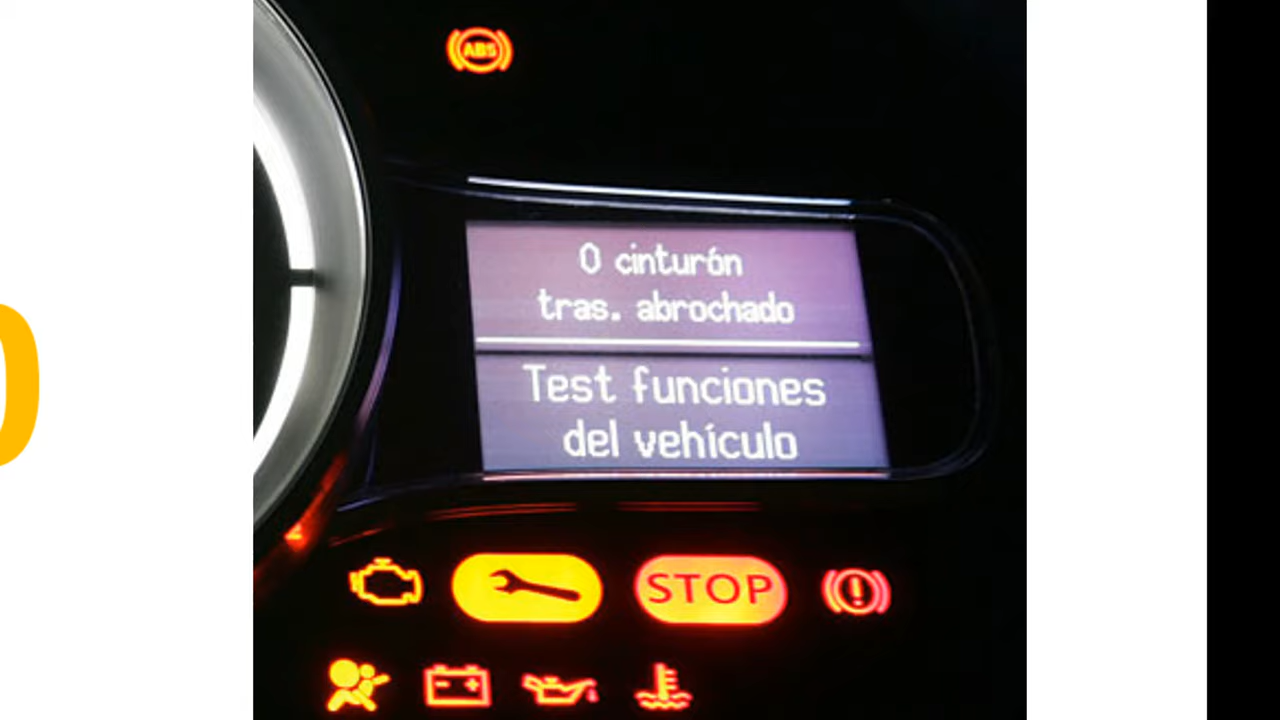 ABS
0 cinturón
tras. abrochado
Test funciones
del vehículo
STOP